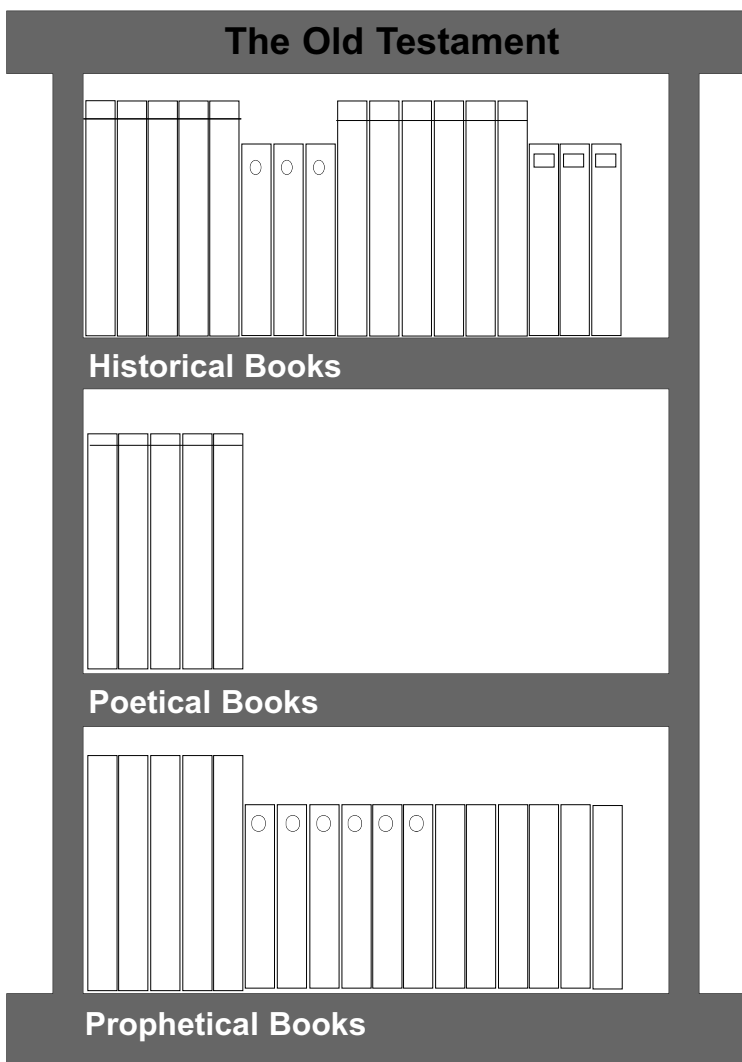 The Old Testament
Historical Books
Poetical Books
Prophetical Books